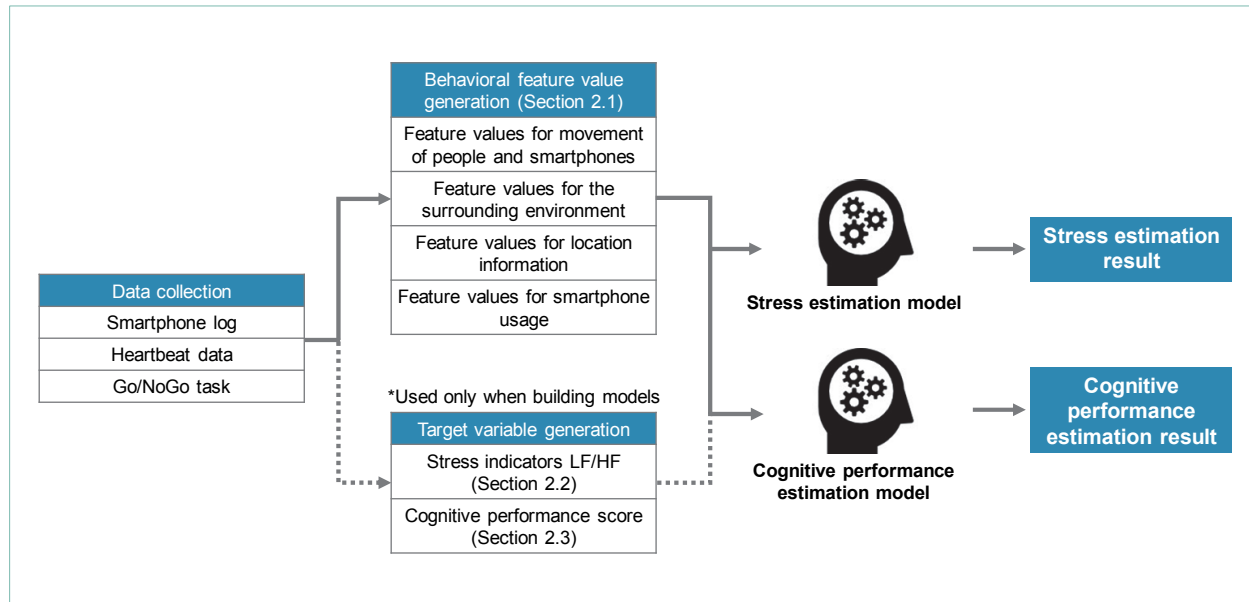 Data collection
Smartphone log
Heartbeat data
Go/NoGo task
Behavioral feature value
generation (Section 2.1)
Feature values for movement
of people and smartphones
Feature values for the
surrounding environment
Feature values for location
information
Feature values for smartphone
usage
*Used only when building models
Target variable generation
Stress indicators LF/HF
(Section 2.2)
Cognitive performance score
(Section 2.3)
Stress estimation model
Cognitive performance
estimation model
Stress estimation
result
Cognitive
performance
estimation result